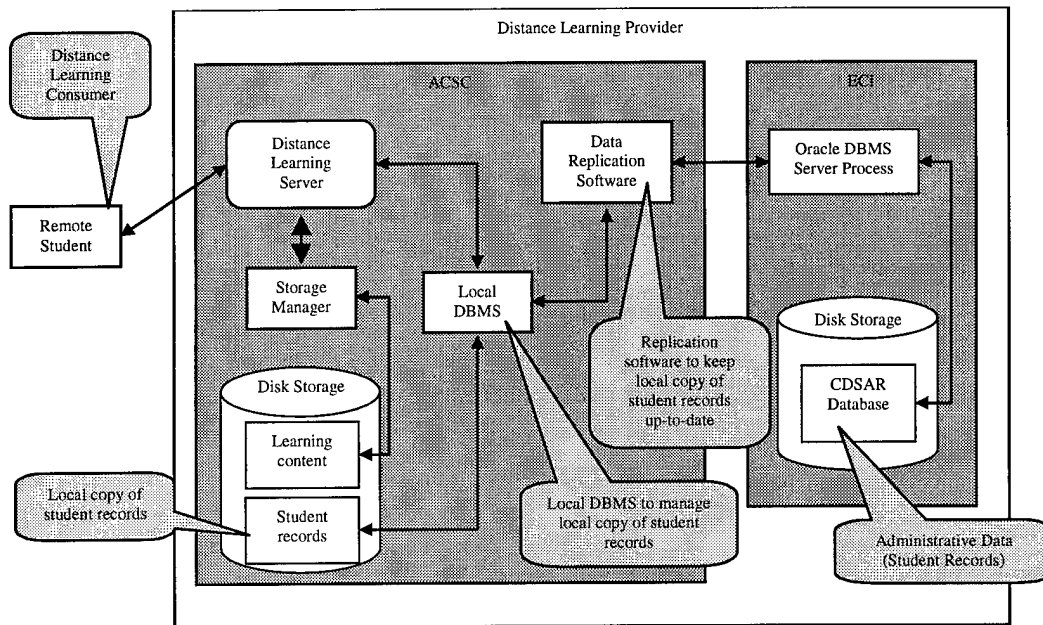 Distance Learning Provider
Distance
Learning
Consumer
ACSC
ECI
Distance
Learning
Server
Data
Replication
Software
Oracle DBMS
Server Process
Remote
Student
Storage
Manager
Local
DBMS
Disk Storage
Replication
software to keep
local copy of
student records
up-to-date
CDSAR
Database
Disk Storage
Learning
content
Local copy of
student records
Student
records
Local DBMS to manage
local copy of student
records
Administrative Data
(Student Records)